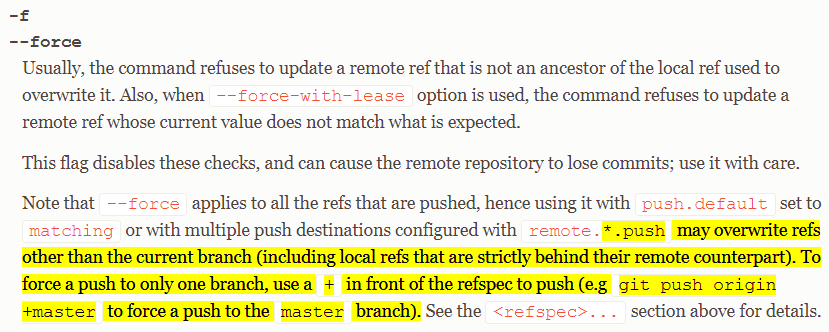 -f
--force
Usually, the command refuses to update a remote ref that is not an ancestor of the local ref used to
overwrite it. Also, when --force-with-lease option is used, the command refuses to update a
remote ref whose current value does not match what is expected.
This flag disables these checks, and can cause the remote repository to lose commits; use it with care.
Note that --force applies to all the refs that are pushed, hence using it with push.default set to
matching or with multiple push destinations configured with remote.*.push may overwrite refs
other than the current branch (including local refs that are strictly behind their remote counterpart). To
force a push to only one branch, use a + in front of the refspec to push (e.g git push origin
+master to force a push to the master branch). See the <refspec>... section above for details.